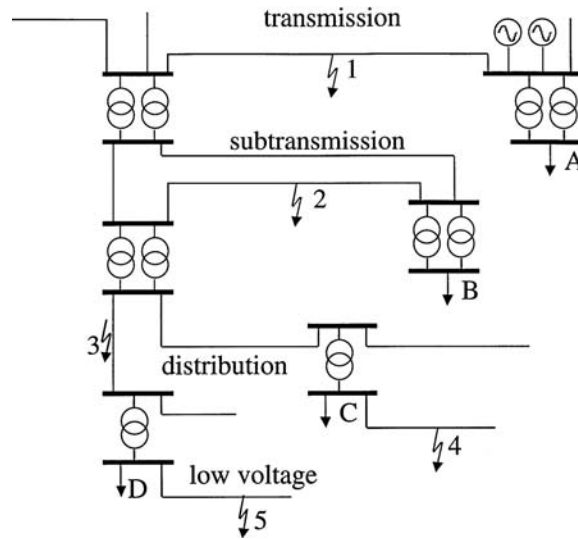 transmission
1
A
subtransmission
2
B
3
distribution
C
4
low voltage
D
5